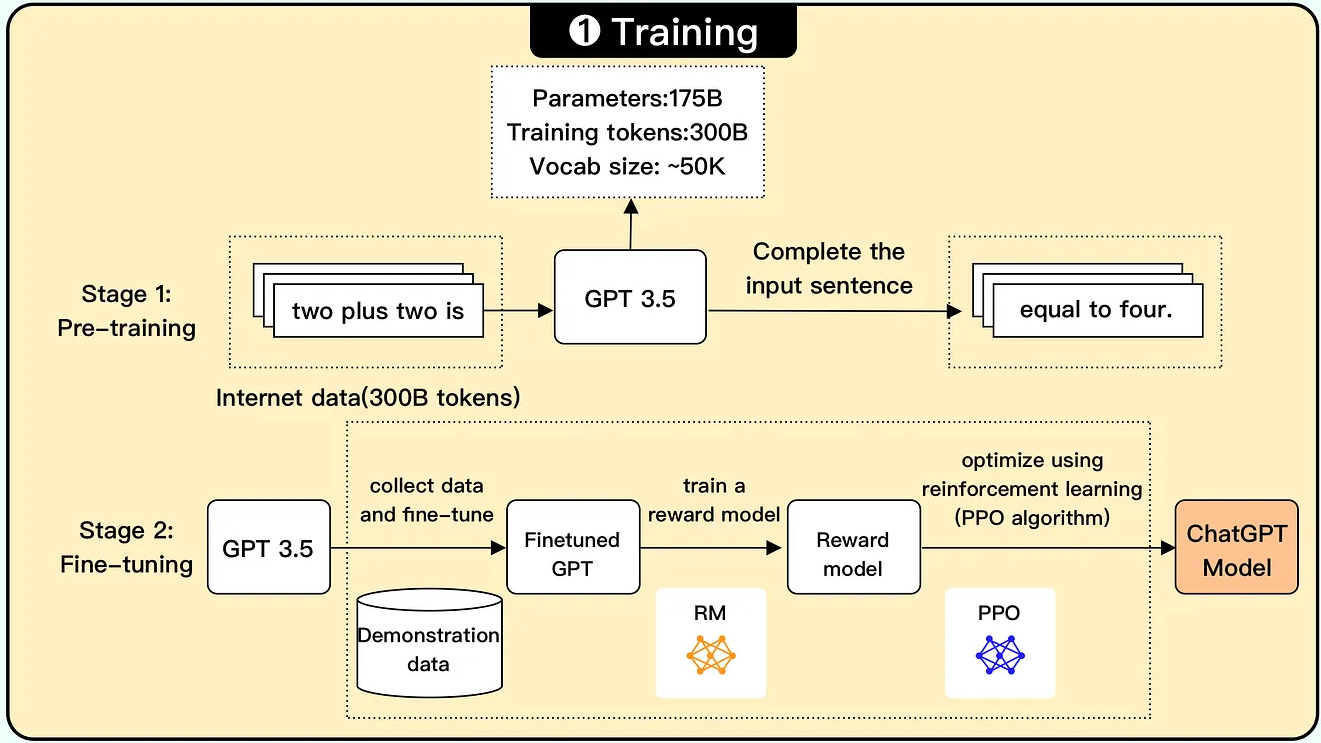 ❶ Training
Parameters:175B
Training tokens:300B
Vocab size: ~50K
Stage 1:
Pre-training
two plus two is
GPT 3.5
Complete the
input sentence
equal to four.
Internet data(300B tokens)
Stage 2:
Fine-tuning
GPT 3.5
collect data
and fine-tune
Demonstration
data
Finetuned
GPT
train a
reward model
RM
Reward
model
optimize using
reinforcement learning
(PPO algorithm)
PPO
ChatGPT
Model